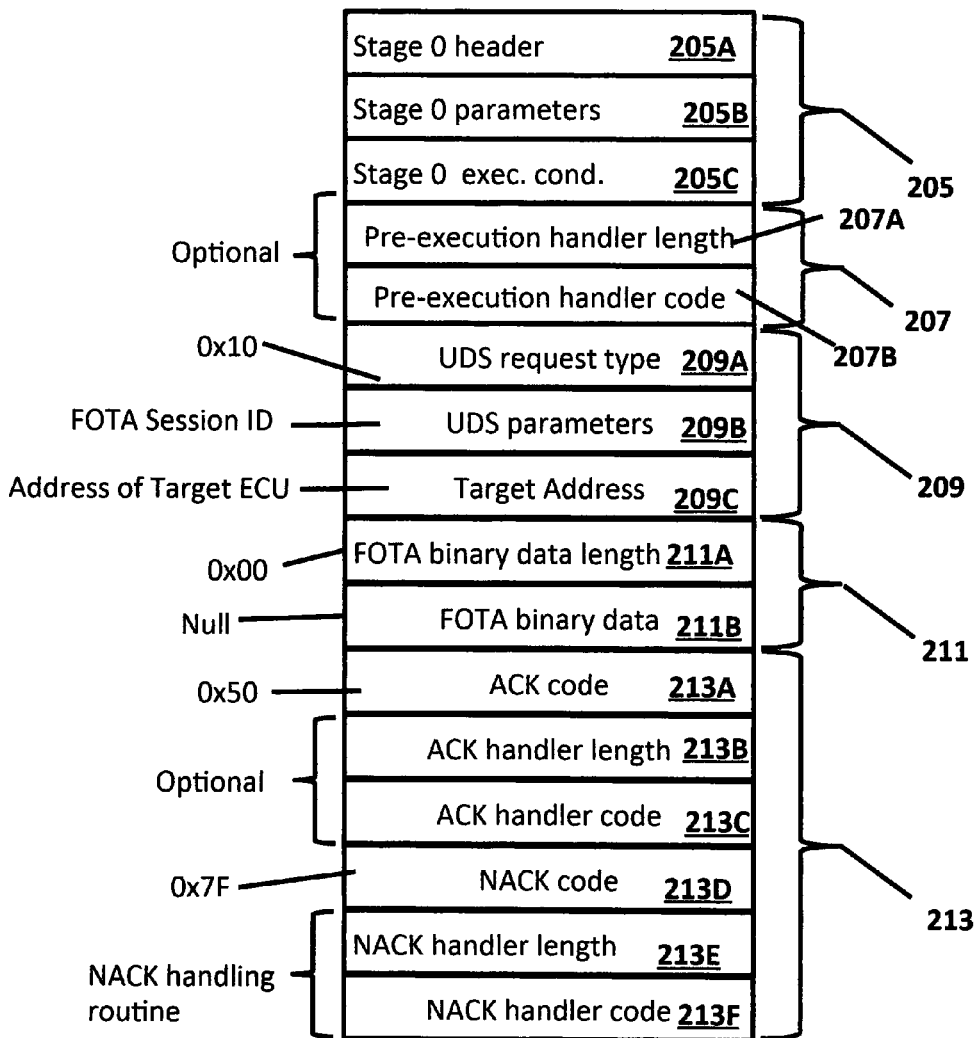 Stage 0 header 205A
Stage 0 parameters 205B
Stage 0 exec. cond. 205C
205
Optional
Pre-execution handler length
207A
Pre-execution handler code
207
207B
0x10
UDS request type 209A
FOTA Session ID
UDS parameters 209B
209
Address of Target ECU
Target Address 209C
0x00
FOTA binary data length 211A
Null
FOTA binary data 211B
211
0x50
ACK code 213A
Optional
ACK handler length 213B
ACK handler code 213C
0x7F
NACK code 213D
213
NACK handling
routine
NACK handler length 213E
NACK handler code 213F